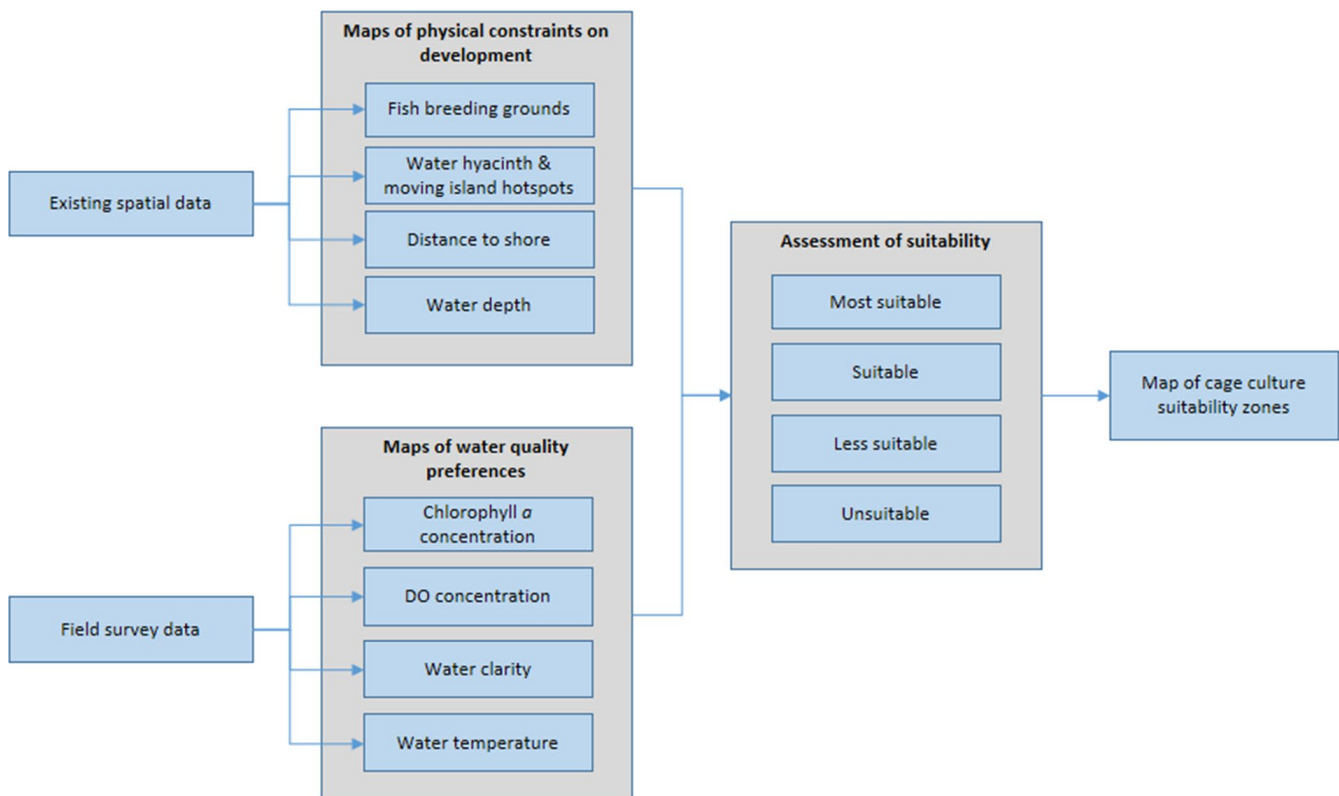 Maps of physical constraints on
development
Fish breeding grounds
Water hyacinth &
moving island hotspots
Existing spatial data
Distance to shore
Water depth
Maps of water quality
preferences
Chlorophyll a
concentration
DO concentration
Field survey data
Water clarity
Water temperature
Assessment of suitability
Most suitable
Suitable
Less suitable
Unsuitable
Map of cage culture
suitability zones